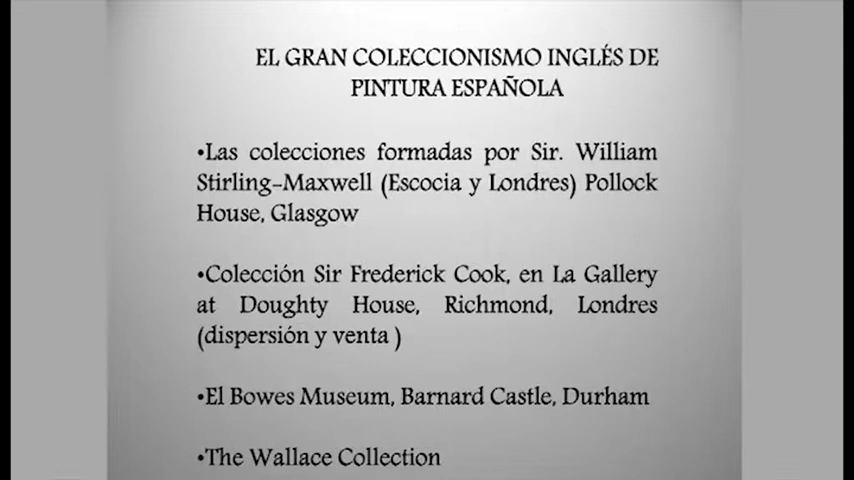 EL GRAN COLECCIONISMO INGLÉS DE
PINTURA ESPAÑOLA
•Las colecciones formadas por Sir. William
Stirling-Maxwell (Escocia y Londres) Pollock
House, Glasgow
•Colección Sir Frederick Cook, en La Gallery
at Doughty House, Richmond, Londres
(dispersión y venta )
•El Bowes Museum, Barnard Castle, Durham
•The Wallace Collection